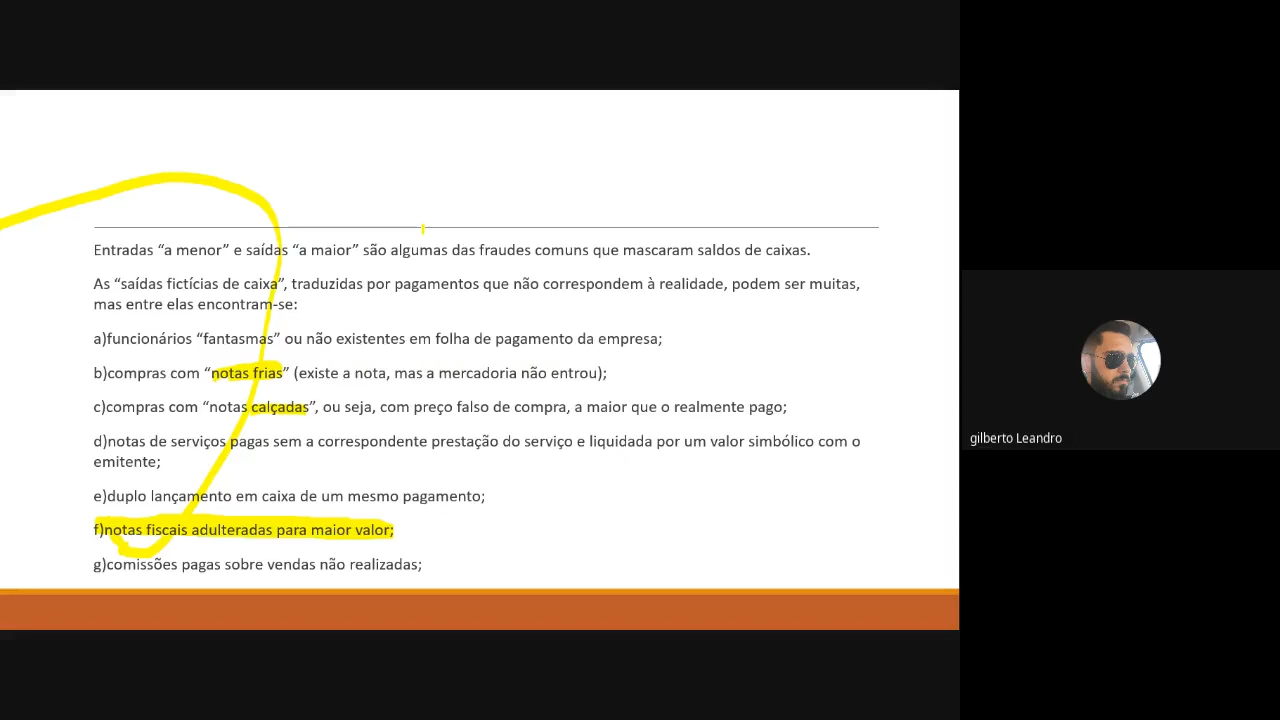 Entradas “a menor” e saídas “a maior” são algumas das fraudes comuns que mascaram saldos de caixas.
As “saídas fictícias de caixa”, traduzidas por pagamentos que não correspondem à realidade, podem ser muitas,
mas entre elas encontram-se:
a)funcionários “fantasmas” ou não existentes em folha de pagamento da empresa;
b)compras com “notas frias” (existe a nota, mas a mercadoria não entrou);
c)compras com “notas calçadas”, ou seja, com preço falso de compra, a maior que o realmente pago;
d)notas de serviços pagas sem a correspondente prestação do serviço e liquidada por um valor simbólico com o
emitente;
e)duplo lançamento em caixa de um mesmo pagamento;
f)notas fiscais adulteradas para maior valor;
g)comissões pagas sobre vendas não realizadas;
gilberto Leandro